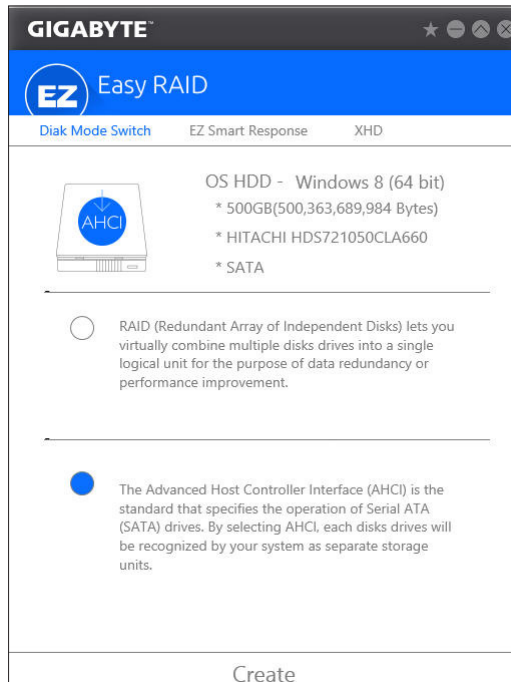 GIGABYTE™
EZ Easy RAID
Diak Mode Switch EZ Smart Response XHD
OS HDD - Windows 8 (64 bit)
* 500GB(500,363,689,984 Bytes)
AHCI
* HITACHI HDS721050CLA660
* SATA
RAID (Redundant Array of Independent Disks) lets you
virtually combine multiple disks drives into a single
logical unit for the purpose of data redundancy or
performance improvement.
The Advanced Host Controller Interface (AHCI) is the
standard that specifies the operation of Serial ATA
(SATA) drives. By selecting AHCI, each disks drives will
be recognized by your system as separate storage
units.
Create